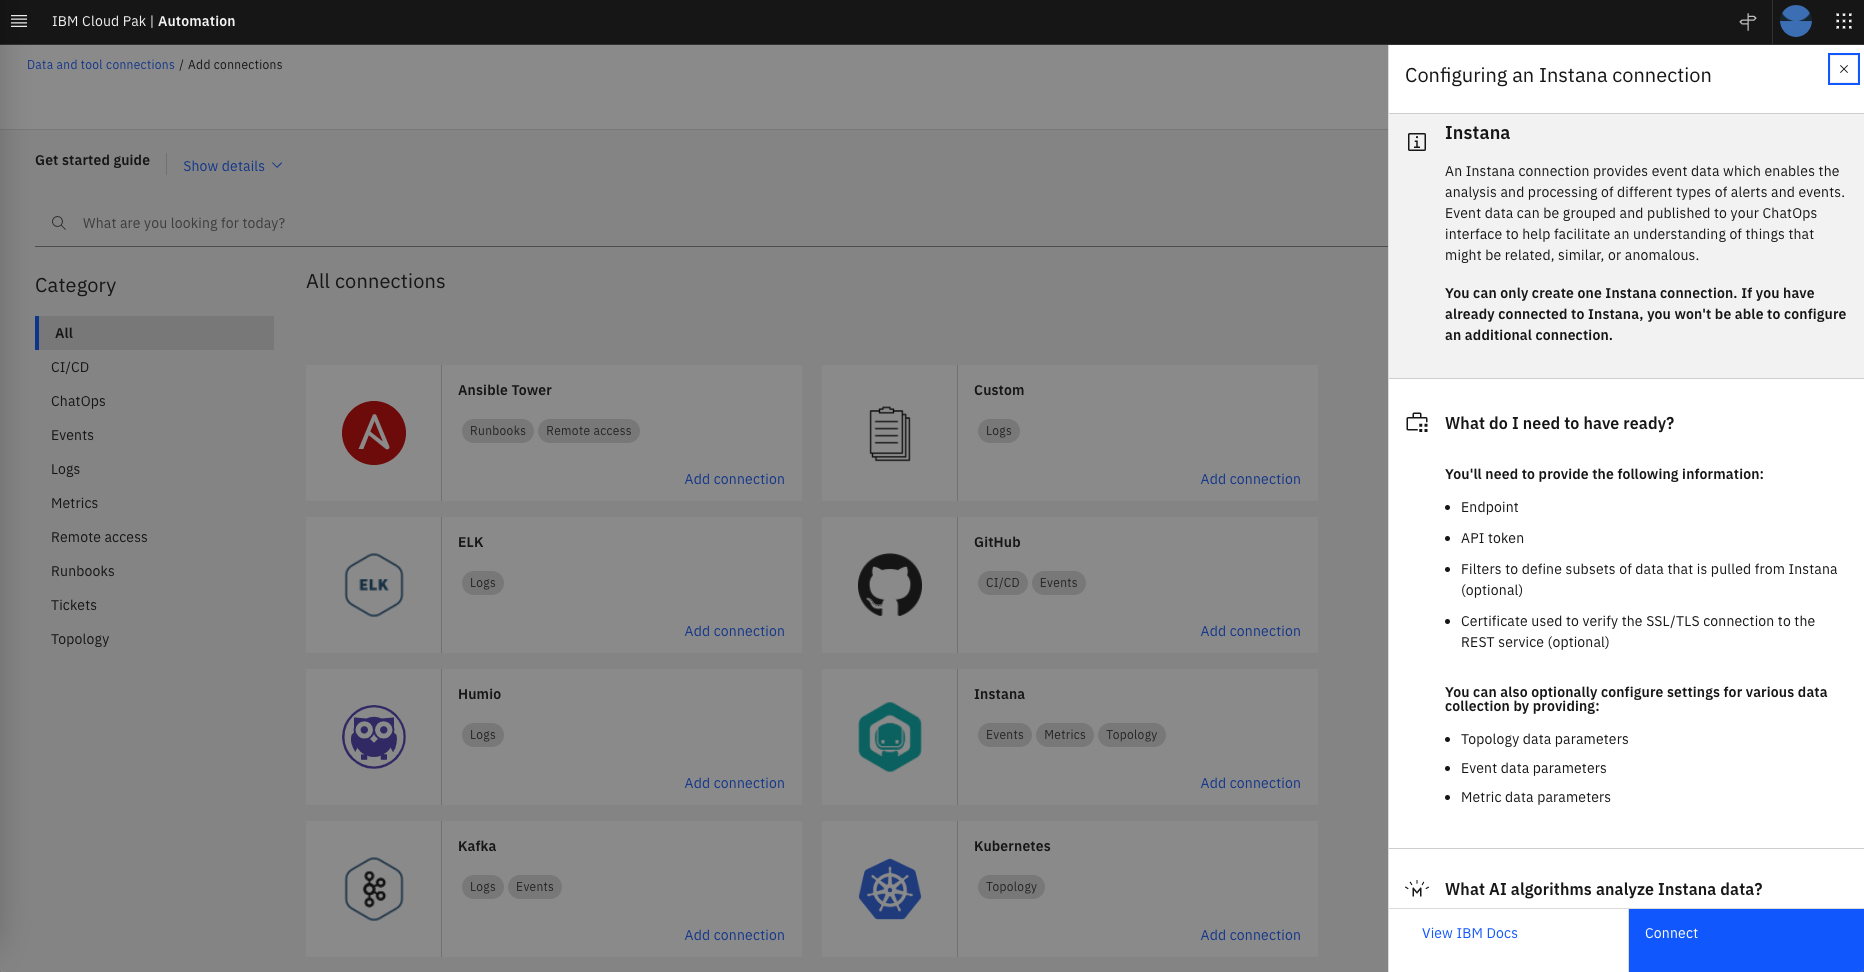 IBM Cloud Pak | Automation
Data and tool connections / Add connections
Get started guide
Show details
What are you looking for today?
Category
All
CI/CD
ChatOps
Events
Logs
Metrics
Remote access
Runbooks
Tickets
Topology
All connections
Ansible Tower
Runbooks Remote access
Add connection
Custom
Logs
Add connection
ELK
ELK
Logs
Add connection
GitHub
CI/CD Events
Add connection
Humio
Logs
Add connection
Instana
Events Metrics Topology
Add connection
Kafka
Logs Events
Add connection
Kubernetes
Topology
Add connection
Configuring an Instana connection
Instana
An Instana connection provides event data which enables the
analysis and processing of different types of alerts and events.
Event data can be grouped and published to your ChatOps
interface to help facilitate an understanding of things that
might be related, similar, or anomalous.
You can only create one Instana connection. If you have
already connected to Instana, you won't be able to configure
an additional connection.
What do I need to have ready?
You'll need to provide the following information:
• Endpoint
• API token
• Filters to define subsets of data that is pulled from Instana
(optional)
• Certificate used to verify the SSL/TLS connection to the
REST service (optional)
You can also optionally configure settings for various data
collection by providing:
• Topology data parameters
• Event data parameters
• Metric data parameters
What AI algorithms analyze Instana data?
View IBM Docs
Connect